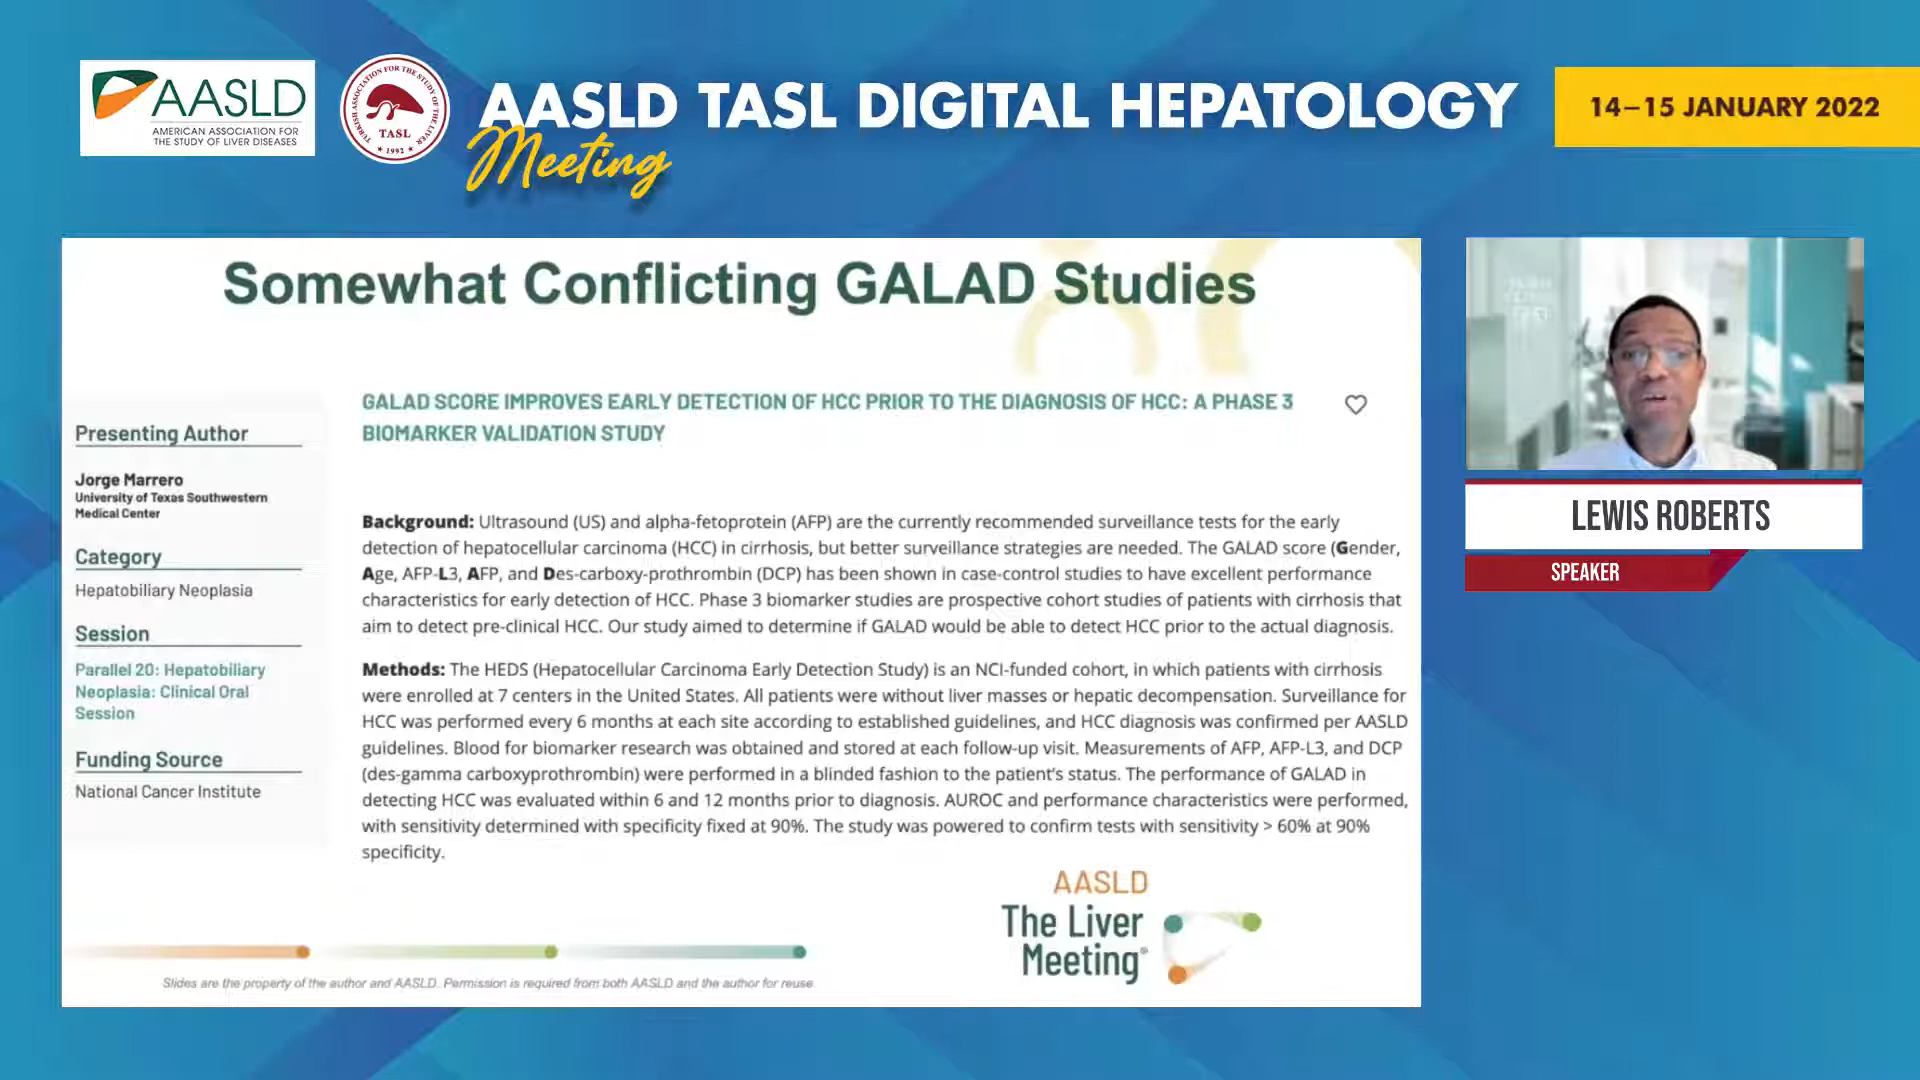 AASLD
AMERICAN ASSOCIATION FOR
THE STUDY OF LIVER DISEASES
TURKISH ASSOCIATION FOR THE STUDY OF THE LIVER
TASL
1992
AASLD TASL DIGITAL HEPATOLOGY
Meeting
14–15 JANUARY 2022
Somewhat Conflicting GALAD Studies
GALAD SCORE IMPROVES EARLY DETECTION OF HCC PRIOR TO THE DIAGNOSIS OF HCC: A PHASE 3
BIOMARKER VALIDATION STUDY
Presenting Author
Jorge Marrero
University of Texas Southwestern
Medical Center
Category
Hepatobiliary Neoplasia
Session
Parallel 20: Hepatobiliary
Neoplasia: Clinical Oral
Session
Funding Source
National Cancer Institute
Background: Ultrasound (US) and alpha-fetoprotein (AFP) are the currently recommended surveillance tests for the early
detection of hepatocellular carcinoma (HCC) in cirrhosis, but better surveillance strategies are needed. The GALAD score (Gender,
Age, AFP-L3, AFP, and Des-carboxy-prothrombin (DCP) has been shown in case-control studies to have excellent performance
characteristics for early detection of HCC. Phase 3 biomarker studies are prospective cohort studies of patients with cirrhosis that
aim to detect pre-clinical HCC. Our study aimed to determine if GALAD would be able to detect HCC prior to the actual diagnosis.
Methods: The HEDS (Hepatocellular Carcinoma Early Detection Study) is an NCI-funded cohort, in which patients with cirrhosis
were enrolled at 7 centers in the United States. All patients were without liver masses or hepatic decompensation. Surveillance for
HCC was performed every 6 months at each site according to established guidelines, and HCC diagnosis was confirmed per AASLD
guidelines. Blood for biomarker research was obtained and stored at each follow-up visit. Measurements of AFP, AFP-L3, and DCP
(des-gamma carboxyprothrombin) were performed in a blinded fashion to the patient's status. The performance of GALAD in
detecting HCC was evaluated within 6 and 12 months prior to diagnosis. AUROC and performance characteristics were performed,
with sensitivity determined with specificity fixed at 90%. The study was powered to confirm tests with sensitivity > 60% at 90%
specificity.
AASLD
The Liver
Meeting®
Slides are the property of the author and AASLD. Permission is required from both AASLD and the author for reuse
LEWIS ROBERTS
SPEAKER